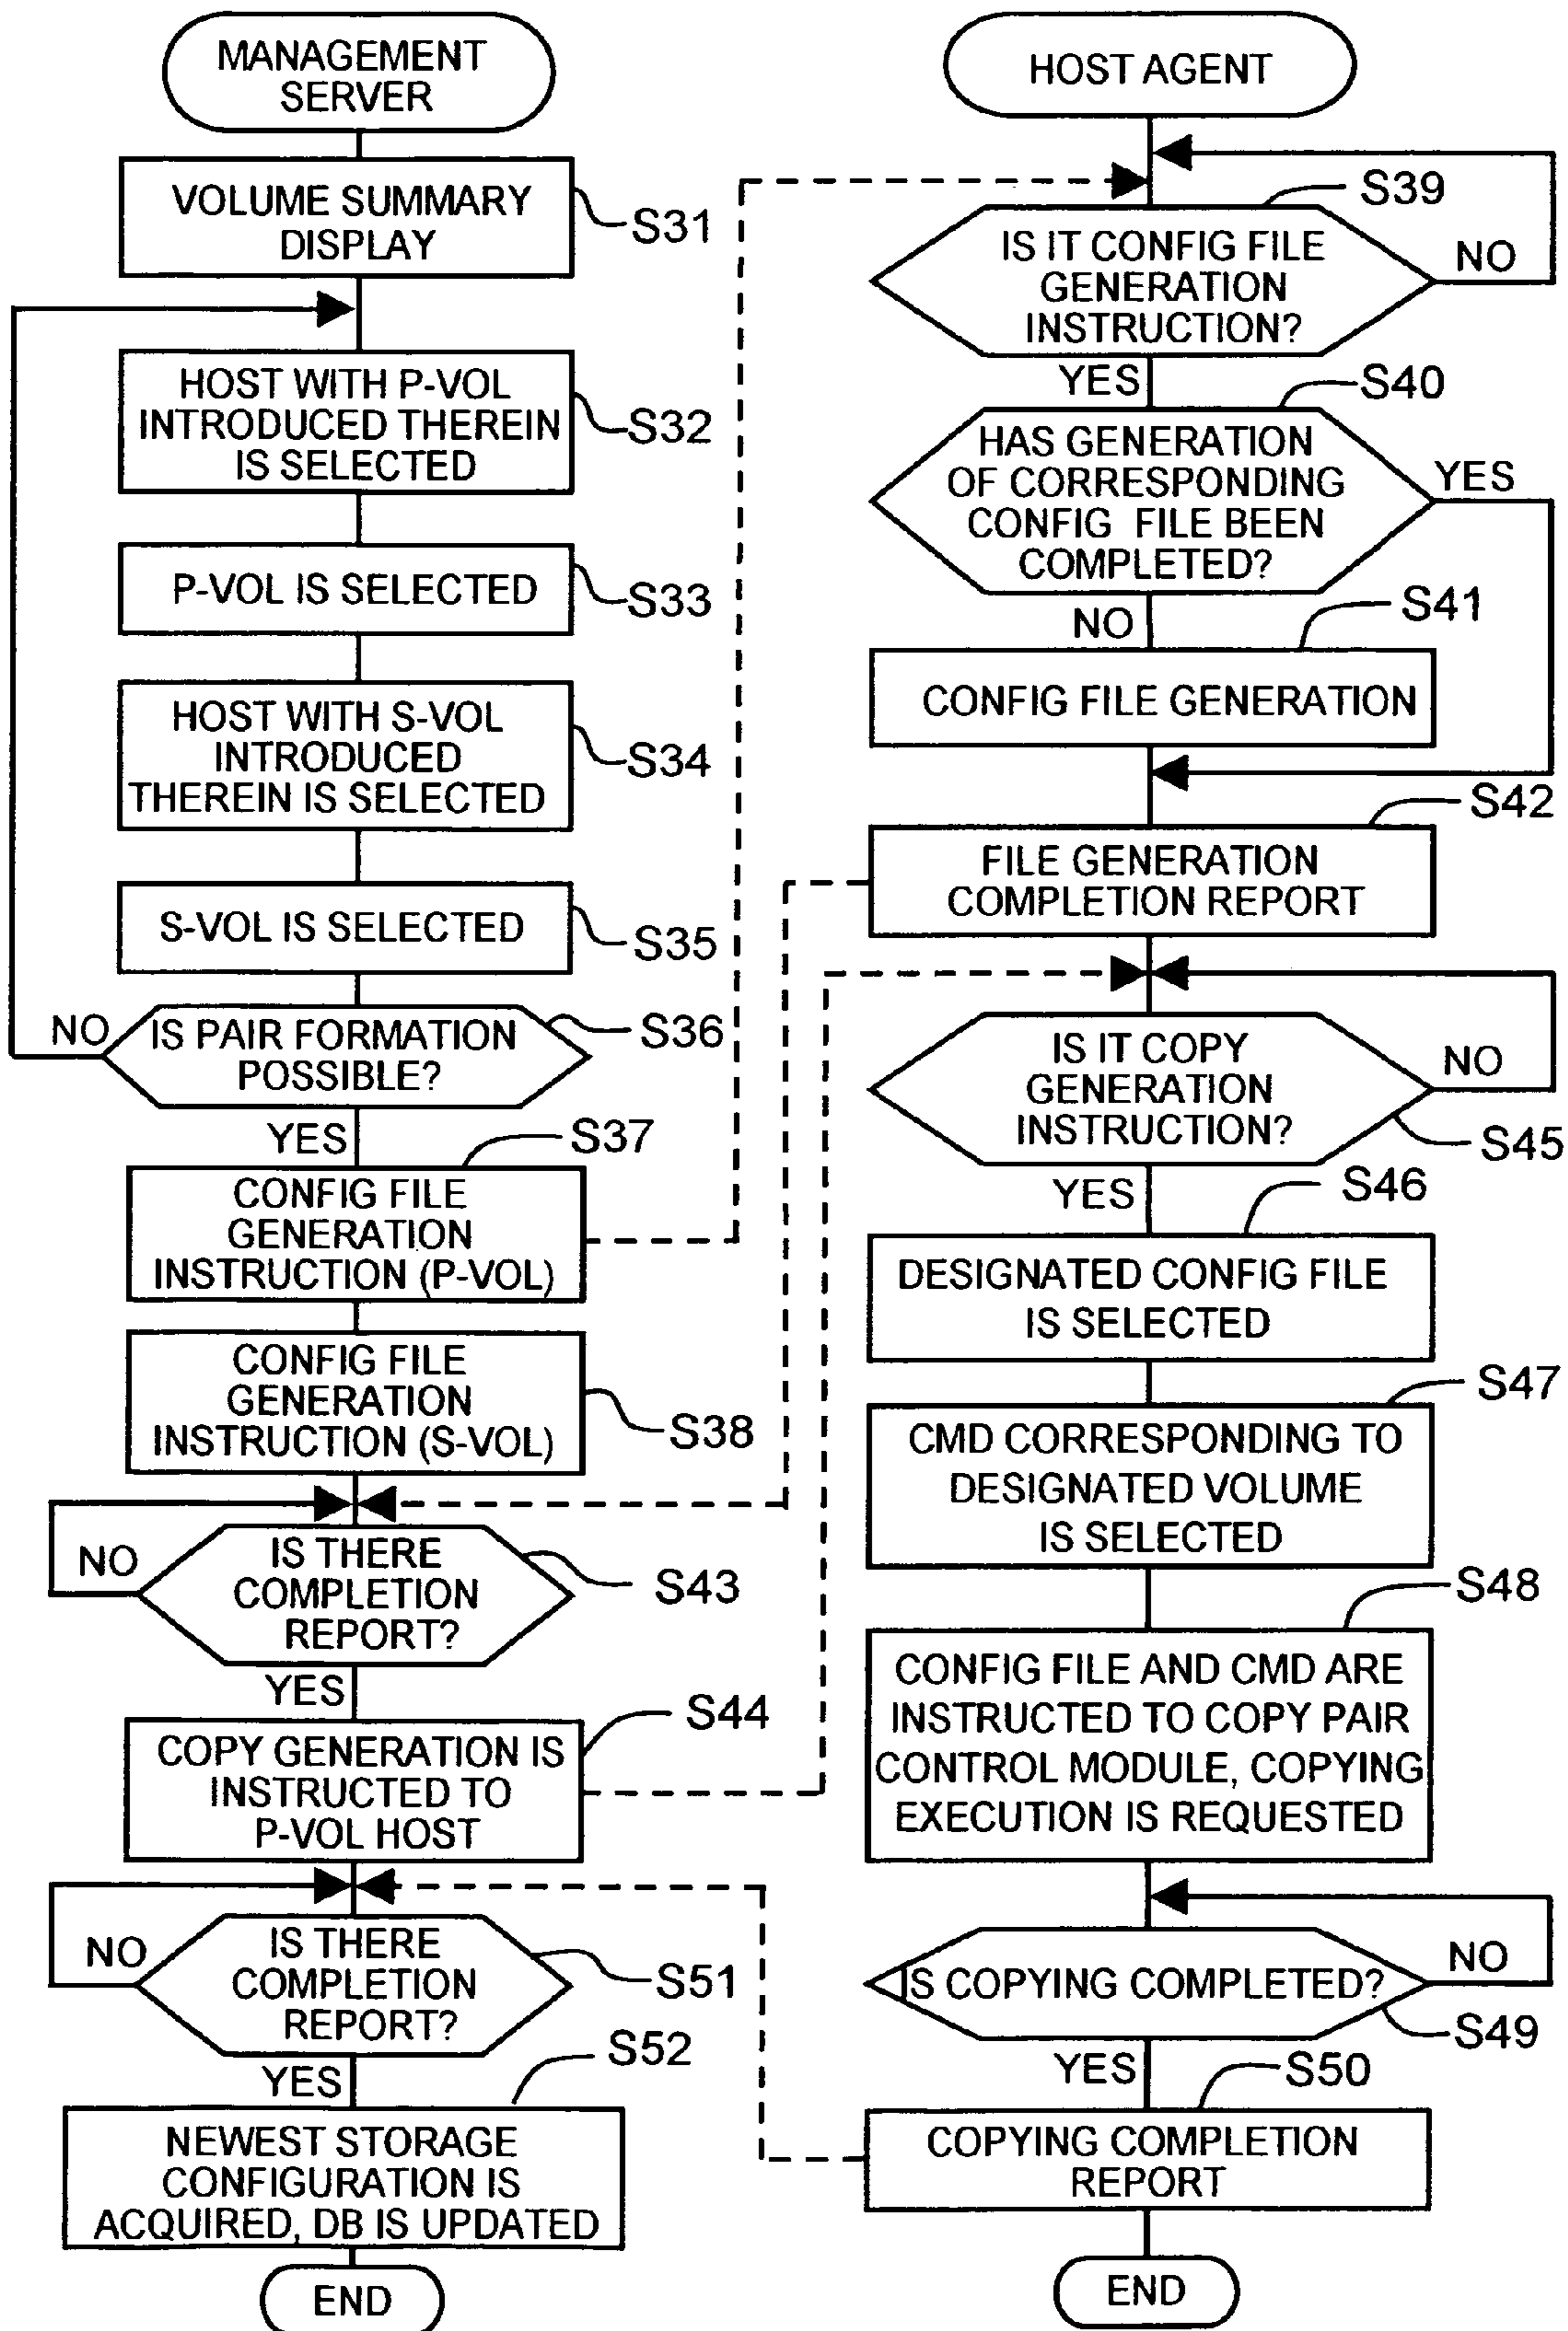 MANAGEMENT
SERVER
VOLUME SUMMARY
DISPLAY
S31
HOST WITH P-VOL
INTRODUCED THEREIN
IS SELECTED
S32
P-VOL IS SELECTED
S33
HOST WITH S-VOL
INTRODUCED
THEREIN IS SELECTED
S34
S-VOL IS SELECTED
S35
IS PAIR FORMATION
POSSIBLE?
S36
NO
YES
S37
CONFIG FILE
GENERATION
INSTRUCTION (P-VOL)
CONFIG FILE
GENERATION
INSTRUCTION (S-VOL)
S38
IS THERE
COMPLETION
REPORT?
S43
NO
YES
S44
COPY GENERATION IS
INSTRUCTED TO
P-VOL HOST
IS THERE
COMPLETION
REPORT?
S51
NO
YES
S52
NEWEST STORAGE
CONFIGURATION IS
ACQUIRED, DB IS UPDATED
END
HOST AGENT
S39
IS IT CONFIG FILE
GENERATION
INSTRUCTION?
NO
YES
S40
HAS GENERATION
OF CORRESPONDING
CONFIG FILE BEEN
COMPLETED?
YES
NO
S41
CONFIG FILE GENERATION
S42
FILE GENERATION
COMPLETION REPORT
IS IT COPY
GENERATION
INSTRUCTION?
NO
S45
YES
S46
DESIGNATED CONFIG FILE
IS SELECTED
S47
CMD CORRESPONDING TO
DESIGNATED VOLUME
IS SELECTED
S48
CONFIG FILE AND CMD ARE
INSTRUCTED TO COPY PAIR
CONTROL MODULE, COPYING
EXECUTION IS REQUESTED
IS COPYING COMPLETED?
NO
S49
YES
S50
COPYING COMPLETION
REPORT
END